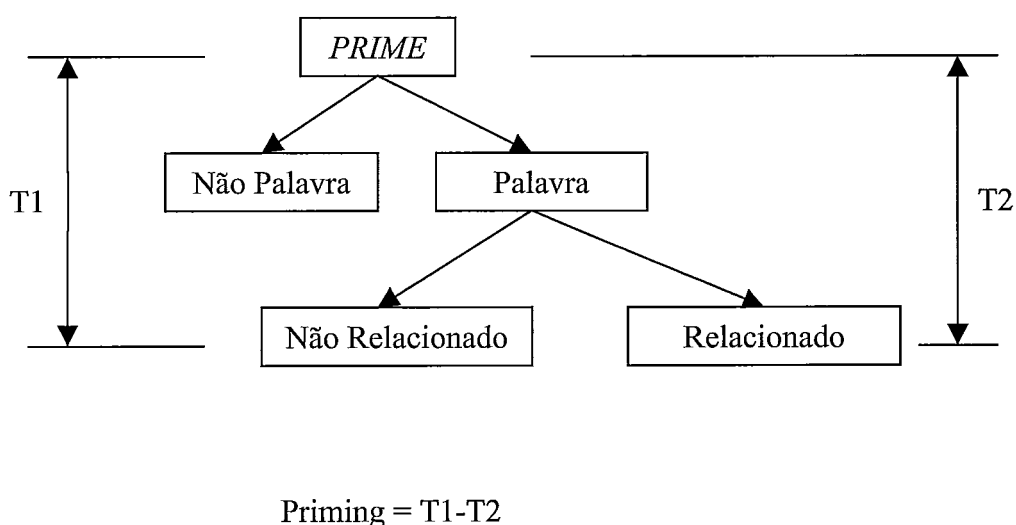 PRIME
Não Palavra
Palavra
T1
T2
Não Relacionado
Relacionado
Priming = T1-T2